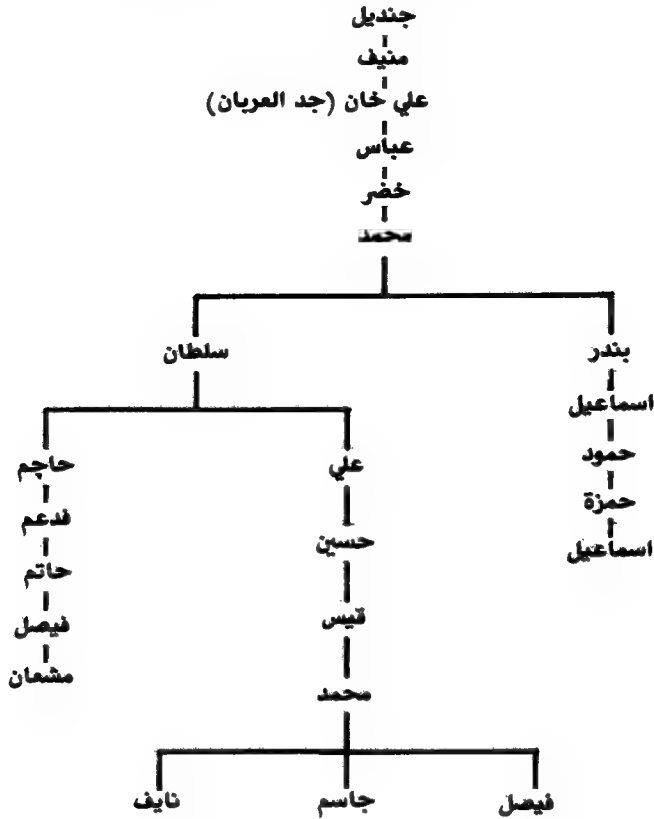 جنديل
منيف
علي خان (جد العربان)
عباس
خضر
محمد
بندر
سلطان
اسماعيل
حمود
حمزة
اسماعيل
علي
حاچم
حسين
فدعم
قيس
حاتم
محمد
فيصل
مشعان
فيصل
جاسم
نايف